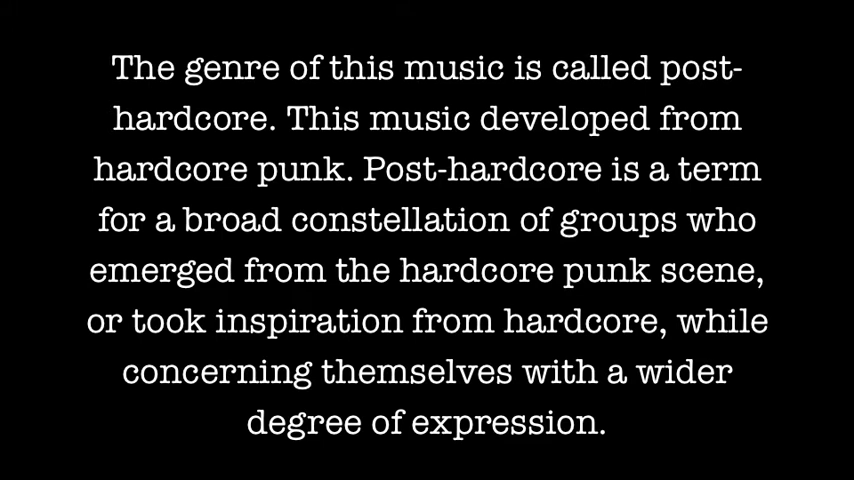 The genre of this music is called post-
hardcore. This music developed from
hardcore punk. Post-hardcore is a term
for a broad constellation of groups who
emerged from the hardcore punk scene,
or took inspiration from hardcore, while
concerning themselves with a wider
degree of expression.